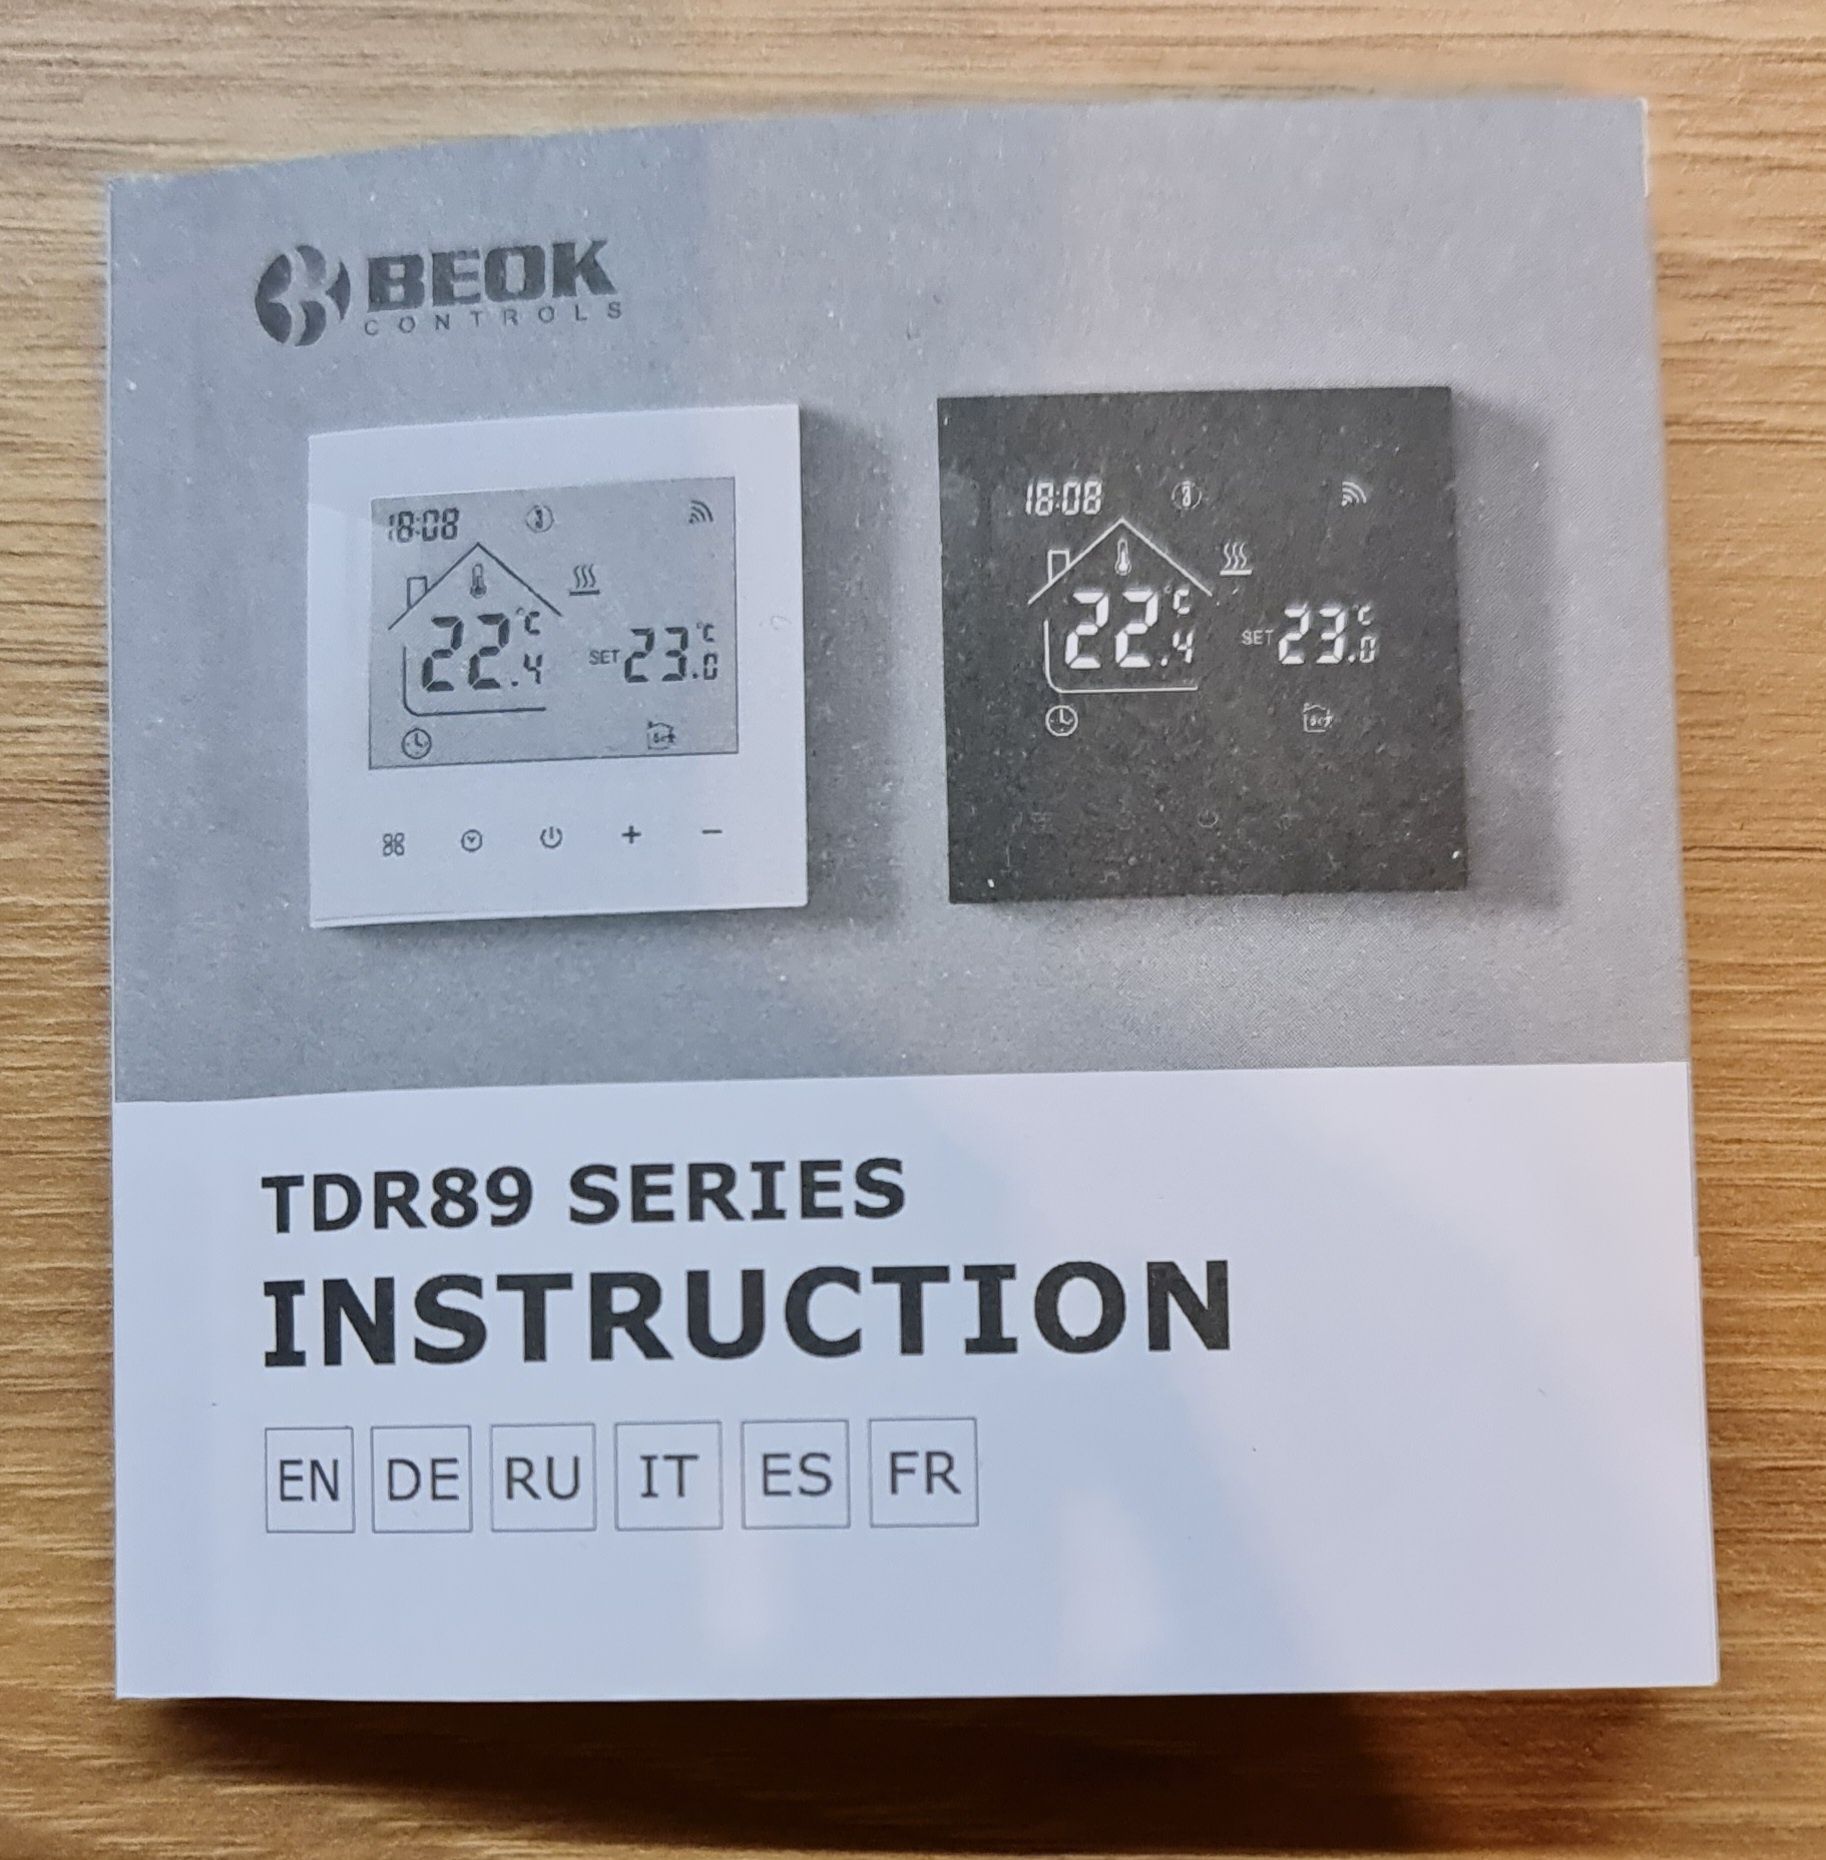 BEOK
CONTROLS
18:08
22.4 °C
SET 23.0 °C
18:08
22.4 °C
SET 23.0 °C
TDR89 SERIES
INSTRUCTION
EN DE RU IT ES FR